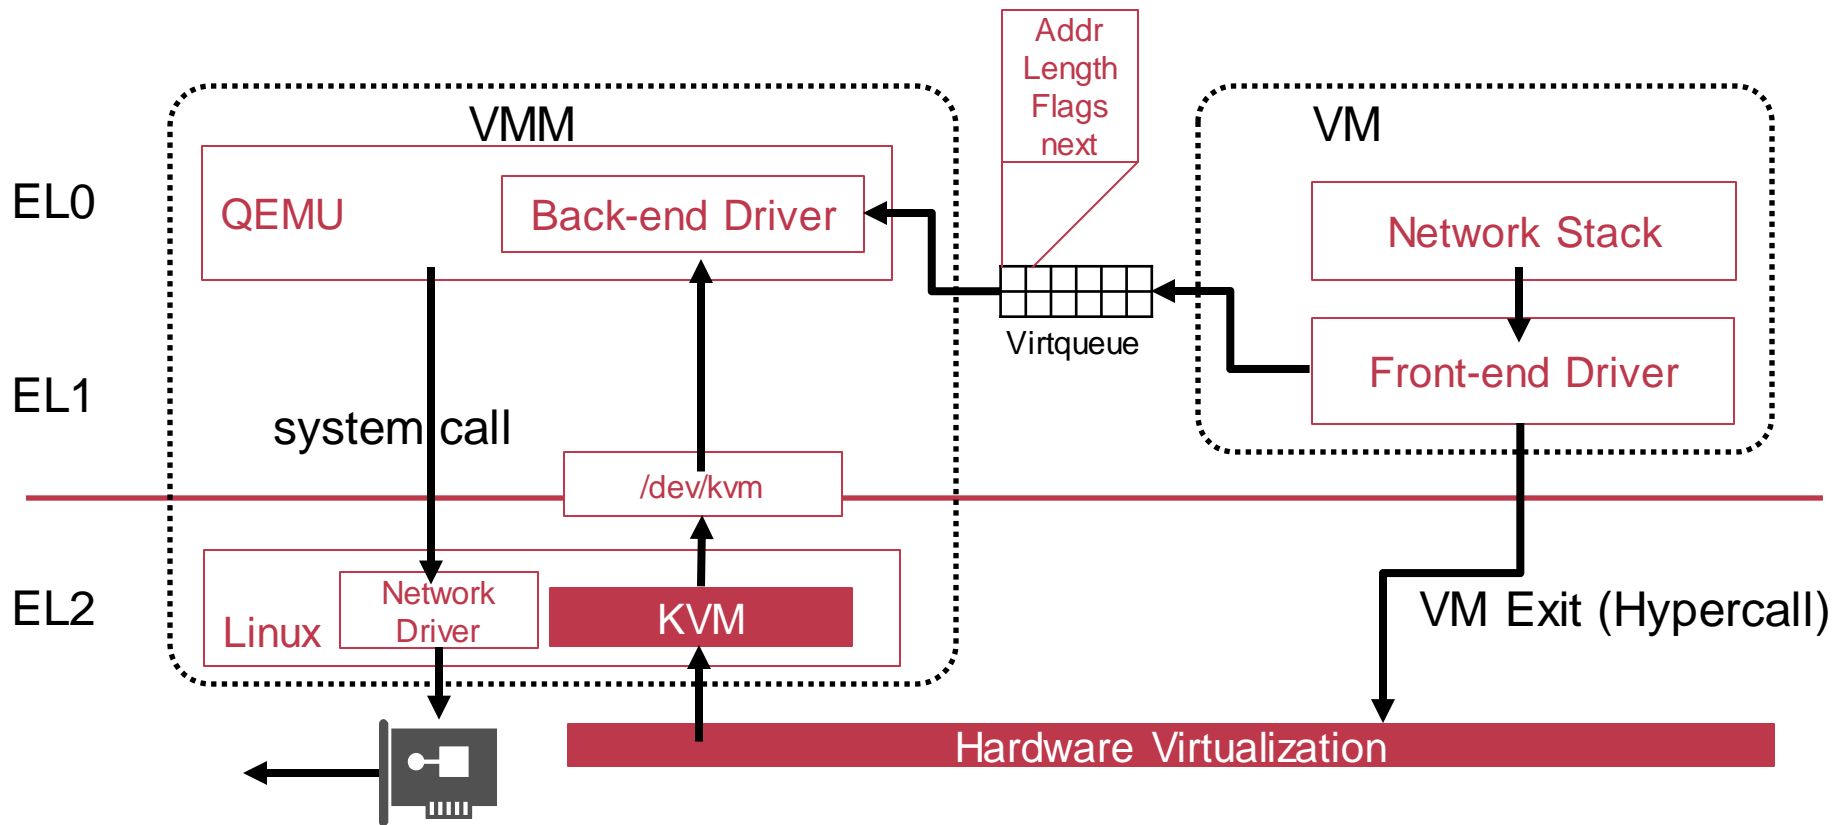 Addr
Length
Flags
next
VMM
VM
EL0
QEMU
Back-end Driver
Network Stack
Virtqueue
EL1
Front-end Driver
system call
/dev/kvm
EL2
Network
Driver
Linux
KVM
VM Exit (Hypercall)
Hardware Virtualization